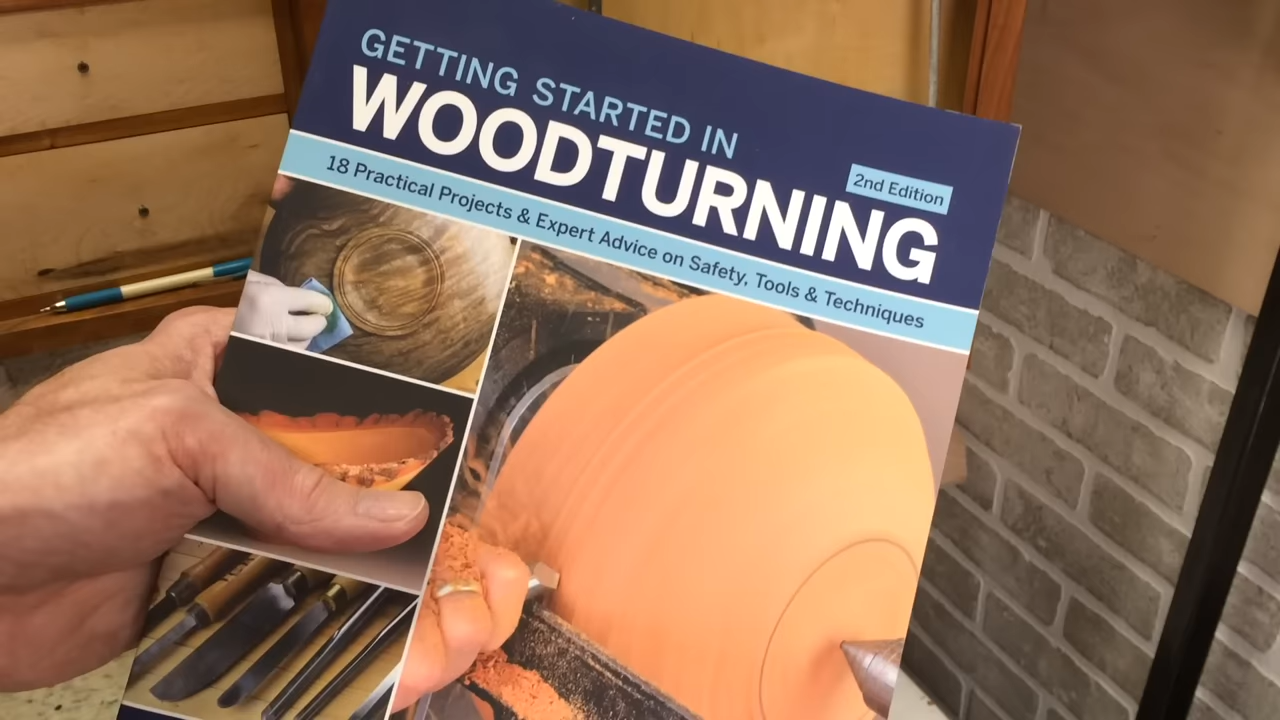 GETTING STARTED IN
WOODTURNING
2nd Edition
18 Practical Projects & Expert Advice on Safety, Tools & Techniques